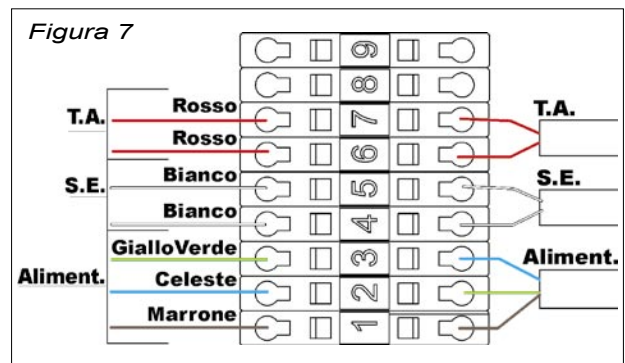 Figura 7
9
8
T.A.
Rosso
7
T.A.
Rosso
6
S.E.
Bianco
5
S.E.
Bianco
4
GialloVerde
3
Aliment.
Aliment.
Celeste
2
Marrone
1